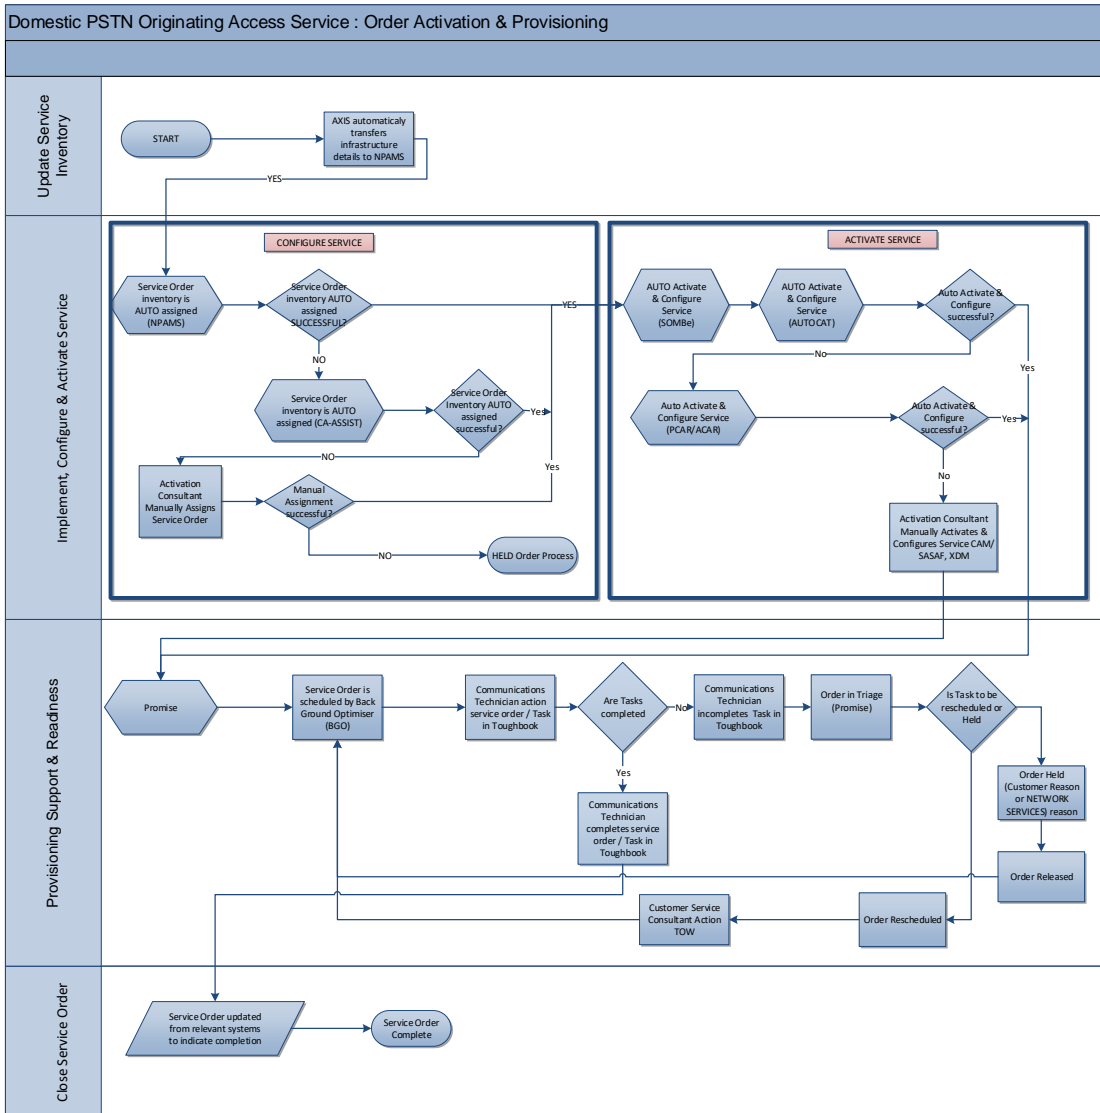 Domestic PSTN Originating Access Service : Order Activation & Provisioning
Update Service
Inventory
START
AXIS automaticaly
transfers
infrastructure
details to NPAMS
YES
Implement, Configure & Activate Service
CONFIGURE SERVICE
Service Order
inventory is
AUTO assigned
(NPAMS)
Service Order
inventory AUTO
assigned
SUCCESSFUL?
YES
NO
Service Order
inventory is AUTO
assigned (CA-ASSIST)
Service Order
Inventory AUTO
assigned
successful?
Yes
NO
Activation
Consultant
Manually Assigns
Service Order
Manual
Assignment
successful?
Yes
NO
HELD Order Process
ACTIVATE SERVICE
AUTO Activate
& Configure
Service
(SOMBe)
AUTO Activate
& Configure
Service
(AUTOCAT)
Auto Activate &
Configure
successful?
Yes
No
Auto Activate &
Configure Service
(PCAR/ACAR)
Auto Activate &
Configure
successful?
Yes
No
Activation Consultant
Manually Activates &
Configures Service CAM/
SASAF, XDM
Provisioning Support & Readiness
Promise
Service Order is
scheduled by Back
Ground Optimiser
(BGO)
Communications
Technician action
service order / Task
in Toughbook
Are Tasks
completed
No
Communications
Technician
incompletes Task in
Toughbook
Order in Triage
(Promise)
Is Task to be
rescheduled or
Held
Yes
Communications
Technician
completes service
order / Task in
Toughbook
Order Held
(Customer Reason
or NETWORK
SERVICES) reason
Order Released
Customer Service
Consultant Action
TOW
Order Rescheduled
Close Service Order
Service Order updated
from relevant systems
to indicate completion
Service Order
Complete